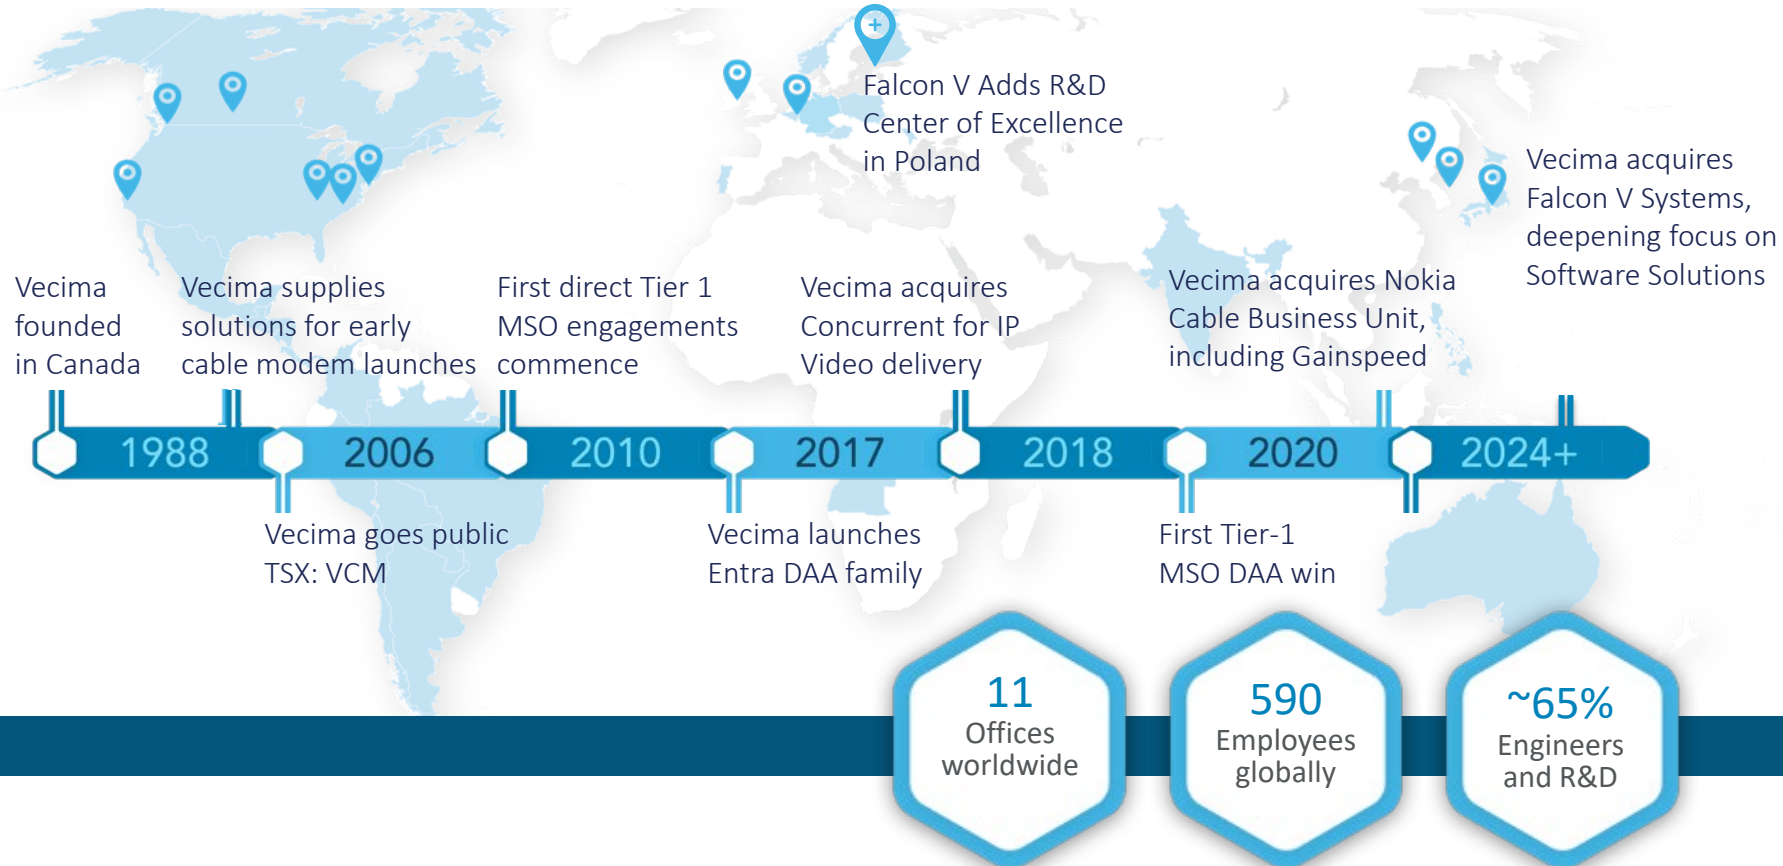 Falcon V Adds R&D
Center of Excellence
in Poland
Vecima acquires
Falcon V Systems,
deepening focus on
Software Solutions
Vecima
founded
in Canada
Vecima supplies
solutions for early
cable modem launches
First direct Tier 1
MSO engagements
commence
Vecima acquires
Concurrent for IP
Video delivery
Vecima acquires Nokia
Cable Business Unit,
including Gainspeed
1988
2006
2010
2017
2018
2020
2024+
Vecima goes public
TSX: VCM
Vecima launches
Entra DAA family
First Tier-1
MSO DAA win
11
Offices
worldwide
590
Employees
globally
~65%
Engineers
and R&D